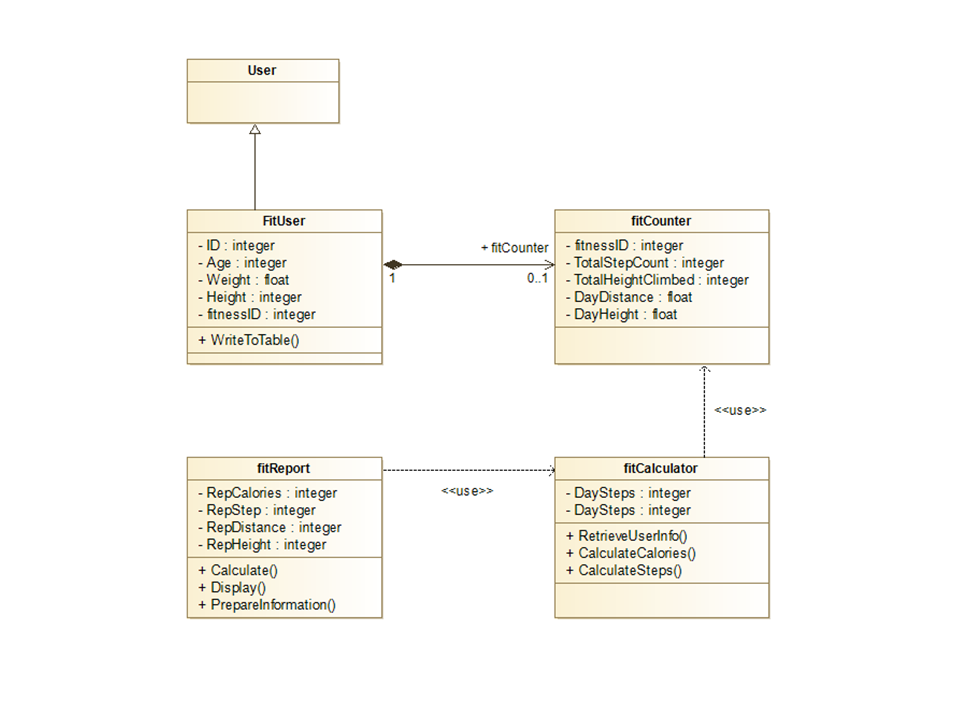 User
FitUser
- ID : integer
- Age : integer
- Weight : float
- Height : integer
- fitnessID : integer
+ WriteToTable()
1
+ fitCounter
0..1
fitCounter
- fitnessID : integer
- TotalStepCount : integer
- TotalHeightClimbed : integer
- DayDistance : float
- DayHeight : float
<<use>>
fitReport
- RepCalories : integer
- RepStep : integer
- RepDistance : integer
- RepHeight : integer
+ Calculate()
+ Display()
+ PrepareInformation()
<<use>>
fitCalculator
- DaySteps : integer
- DaySteps : integer
+ RetrieveUserInfo()
+ CalculateCalories()
+ CalculateSteps()